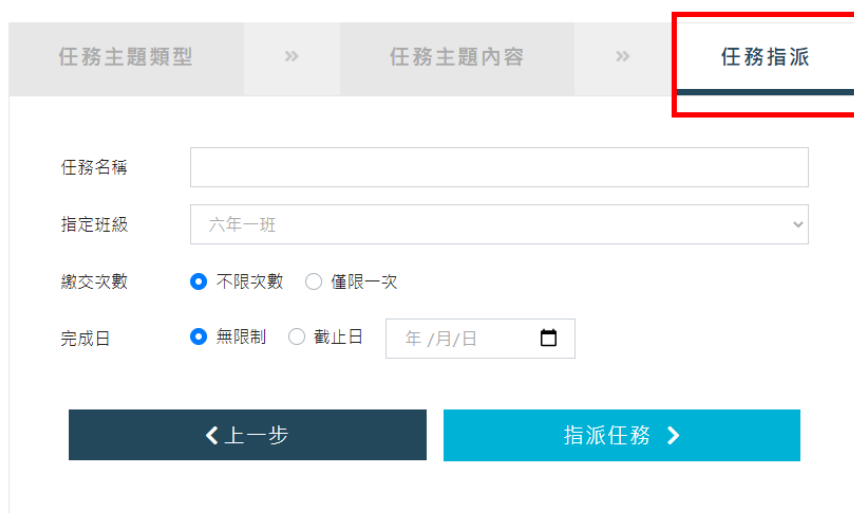 任務主題類型 » 任務主題內容 » 任務指派
任務名稱
指定班級 六年一班
繳交次數 不限次數 僅限一次
完成日 無限制 截止日 年 /月/日
上一步 指派任務